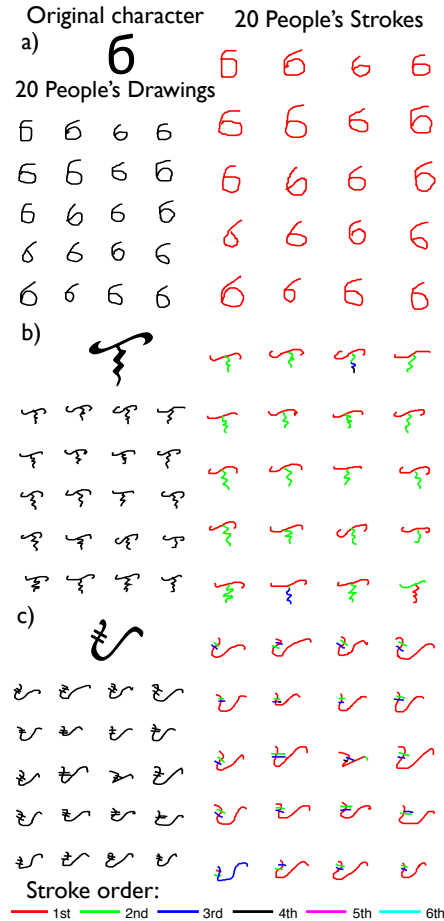 Original character
20 People's Strokes
a)
б
20 People's Drawings
b)
c)
Stroke order:
1st 2nd 3rd 4th 5th 6th